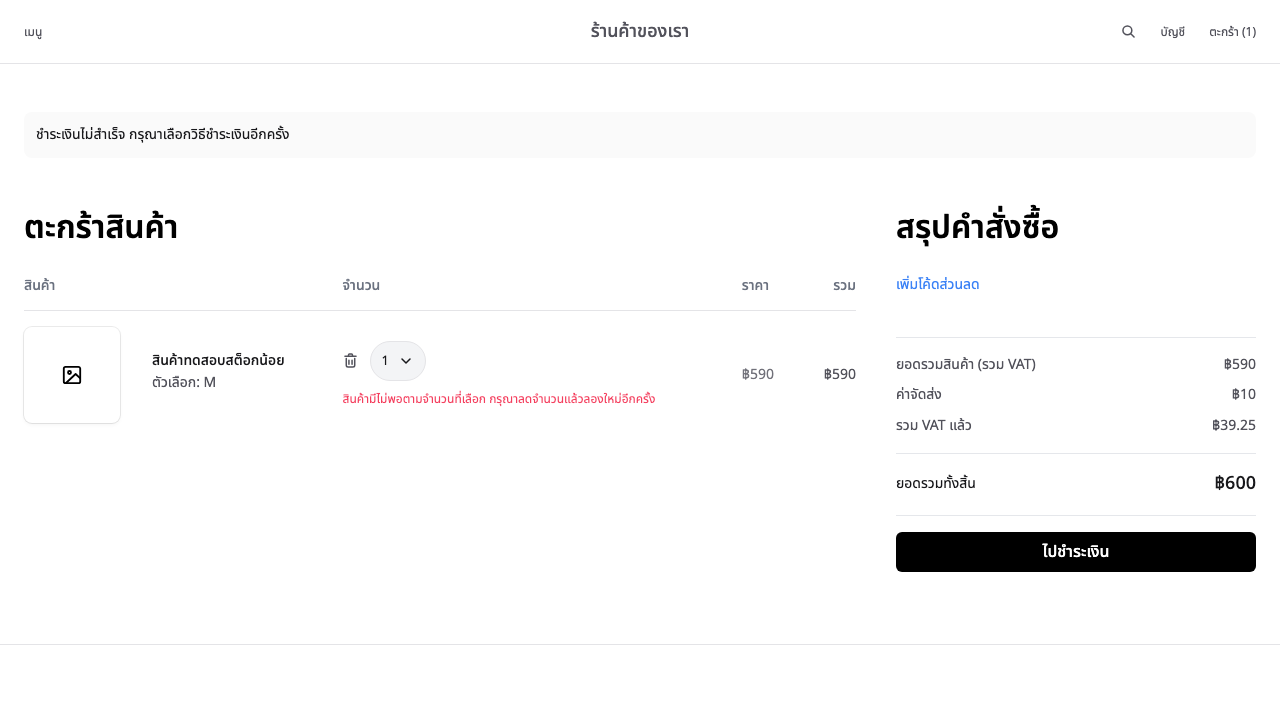 เมนู
ร้านค้าของเรา
บัญชี
ตะกร้า (1)
ชำระเงินไม่สำเร็จ กรุณาเลือกวิธีชำระเงินอีกครั้ง
ตะกร้าสินค้า
สินค้า จำนวน ราคา รวม
สินค้าทดสอบสต็อกน้อย
ตัวเลือก: M
1
สินค้ามีไม่พอตามจำนวนที่เลือก กรุณาลดจำนวนแล้วลองใหม่อีกครั้ง
฿590 ฿590
สรุปคำสั่งซื้อ
เพิ่มโค้ดส่วนลด
ยอดรวมสินค้า (รวม VAT) ฿590
ค่าจัดส่ง ฿10
รวม VAT แล้ว ฿39.25
ยอดรวมทั้งสิ้น ฿600
ไปชำระเงิน